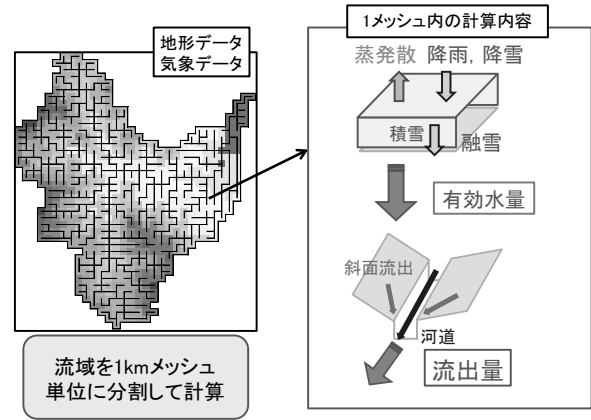 地形データ
気象データ
流域を1kmメッシュ
単位に分割して計算
1メッシュ内の計算内容
蒸発散 降雨, 降雪
積雪
融雪
有効水量
斜面流出
河道
流出量